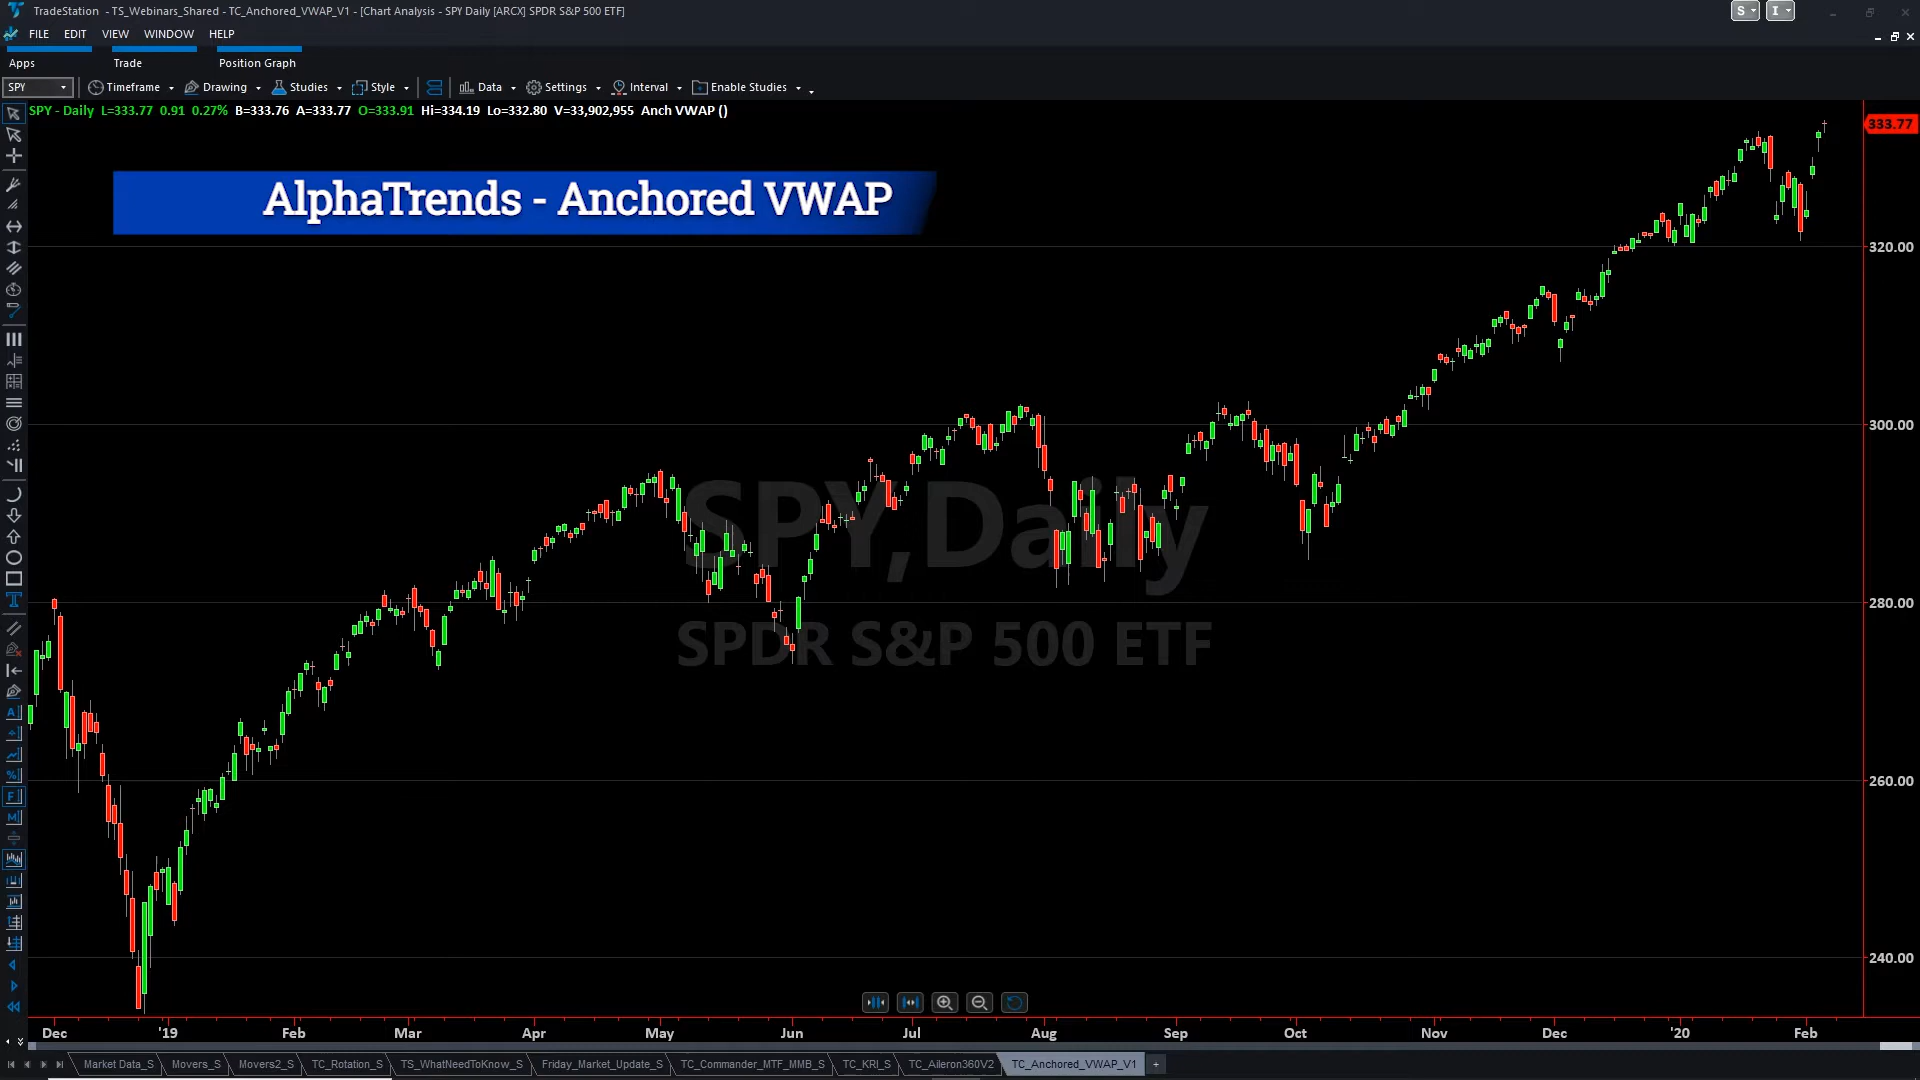 TradeStation - TS_Webinars_Shared - TC_Anchored_VWAP_V1 - [Chart Analysis - SPY Daily [ARCX] SPDR S&P 500 ETF]
S
I
FILE EDIT VIEW WINDOW HELP
Apps Trade Position Graph
SPY Timeframe Drawing Studies Style Data Settings Interval Enable Studies
SPY - Daily L=333.77 0.91 0.27% B=333.76 A=333.77 O=333.91 Hi=334.19 Lo=332.80 V=33,902,955 Anch VWAP ()
333.77
AlphaTrends - Anchored VWAP
320.00
300.00
SPY,Daily
280.00
SPDR S&P 500 ETF
260.00
240.00
Dec '19 Feb Mar Apr May Jun Jul Aug Sep Oct Nov Dec '20 Feb
Market Data_S Movers_S Movers2_S TC_Rotation_S TS_WhatNeedToKnow_S Friday_Market_Update_S TC_Commander_MTF_MMB_S TC_KRI_S TC_Aileron360V2 TC_Anchored_VWAP_V1 +